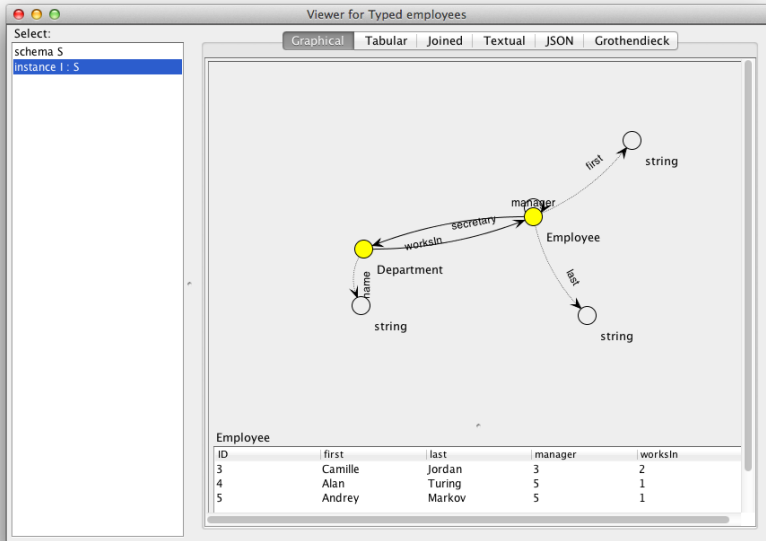 Viewer for Typed employees
Select:
schema S
instance I : S
Graphical Tabular Joined Textual JSON Grothendieck
first
string
manager
secretary
Employee
worksIn
Department
last
name
string
string
Employee
ID first last manager worksIn
3 Camille Jordan 3 2
4 Alan Turing 5 1
5 Andrey Markov 5 1